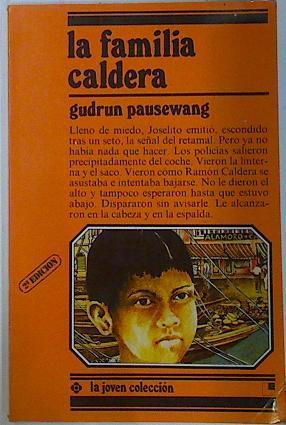 la familia
caldera
gudrun pausewang
Lleno de miedo, Joselito emitió, escondido
tras un seto, la señal del retamal. Pero ya no
había nada que hacer. Los policías salieron
precipitadamente del coche. Vieron la linter-
na y el saco. Vieron cómo Ramón Caldera se
asustaba e intentaba bajarse. No le dieron el
alto y tampoco esperaron hasta que estuvo
abajo. Dispararon sin avisarle. Le alcanza-
ron en la cabeza y en la espalda.
ALAMORO
2ª EDICION
la joven colección